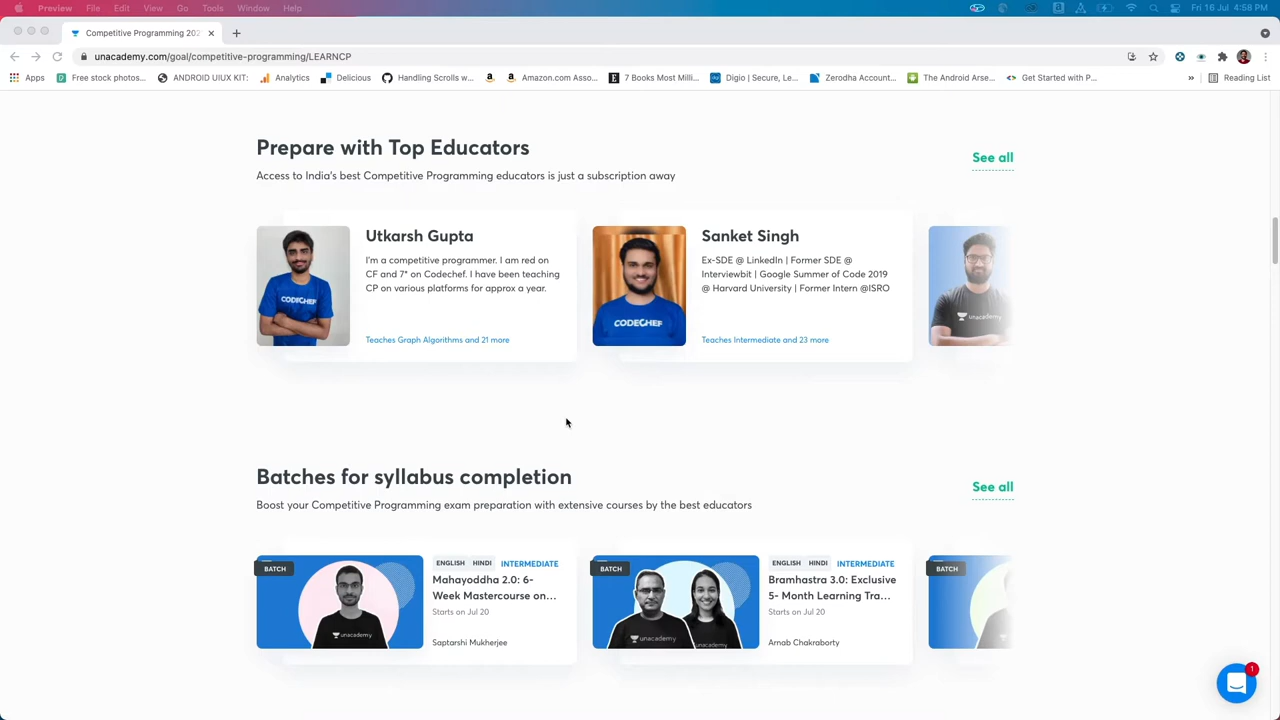 Preview File Edit View Go Tools Window Help
Fri 16 Jul 4:58 PM
Competitive Programming 202
unacademy.com/goal/competitive-programming/LEARNCP
Apps
Free stock photos...
ANDROID UIUX KIT:
Analytics
Delicious
Handling Scrolls w...
Amazon.com Asso...
7 Books Most Milli...
Digio | Secure, Le...
Zerodha Account...
The Android Arse...
Get Started with P...
»
Reading List
Prepare with Top Educators
See all
Access to India's best Competitive Programming educators is just a subscription away
Utkarsh Gupta
I'm a competitive programmer. I am red on
CF and 7* on Codechef. I have been teaching
CP on various platforms for approx a year.
Teaches Graph Algorithms and 21 more
CODECHEF
Sanket Singh
Ex-SDE @ LinkedIn | Former SDE @
Interviewbit | Google Summer of Code 2019
@ Harvard University | Former Intern @ISRO
Teaches Intermediate and 23 more
CODECHEF
unacademy
Batches for syllabus completion
See all
Boost your Competitive Programming exam preparation with extensive courses by the best educators
BATCH
ENGLISH HINDI INTERMEDIATE
Mahayoddha 2.0: 6-
Week Mastercourse on...
Starts on Jul 20
Saptarshi Mukherjee
unacademy
BATCH
ENGLISH HINDI INTERMEDIATE
Bramhastra 3.0: Exclusive
5- Month Learning Tra...
Starts on Jul 20
Arnab Chakraborty
unacademy
unacademy
BATCH
1